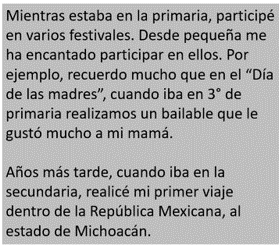 Mientras estaba en la primaria, participé
en varios festivales. Desde pequeña me
ha encantado participar en ellos. Por
ejemplo, recuerdo mucho que en el “Día
de las madres”, cuando iba en 3° de
primaria realizamos un bailable que le
gustó mucho a mi mamá.

Años más tarde, cuando iba en la
secundaria, realicé mi primer viaje
dentro de la República Mexicana, al
estado de Michoacán.